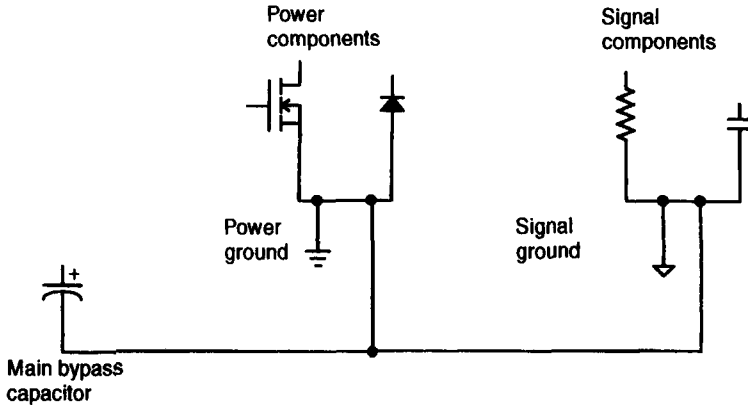 Power
components
Signal
components
Power
ground
Signal
ground
+
Main bypass
capacitor